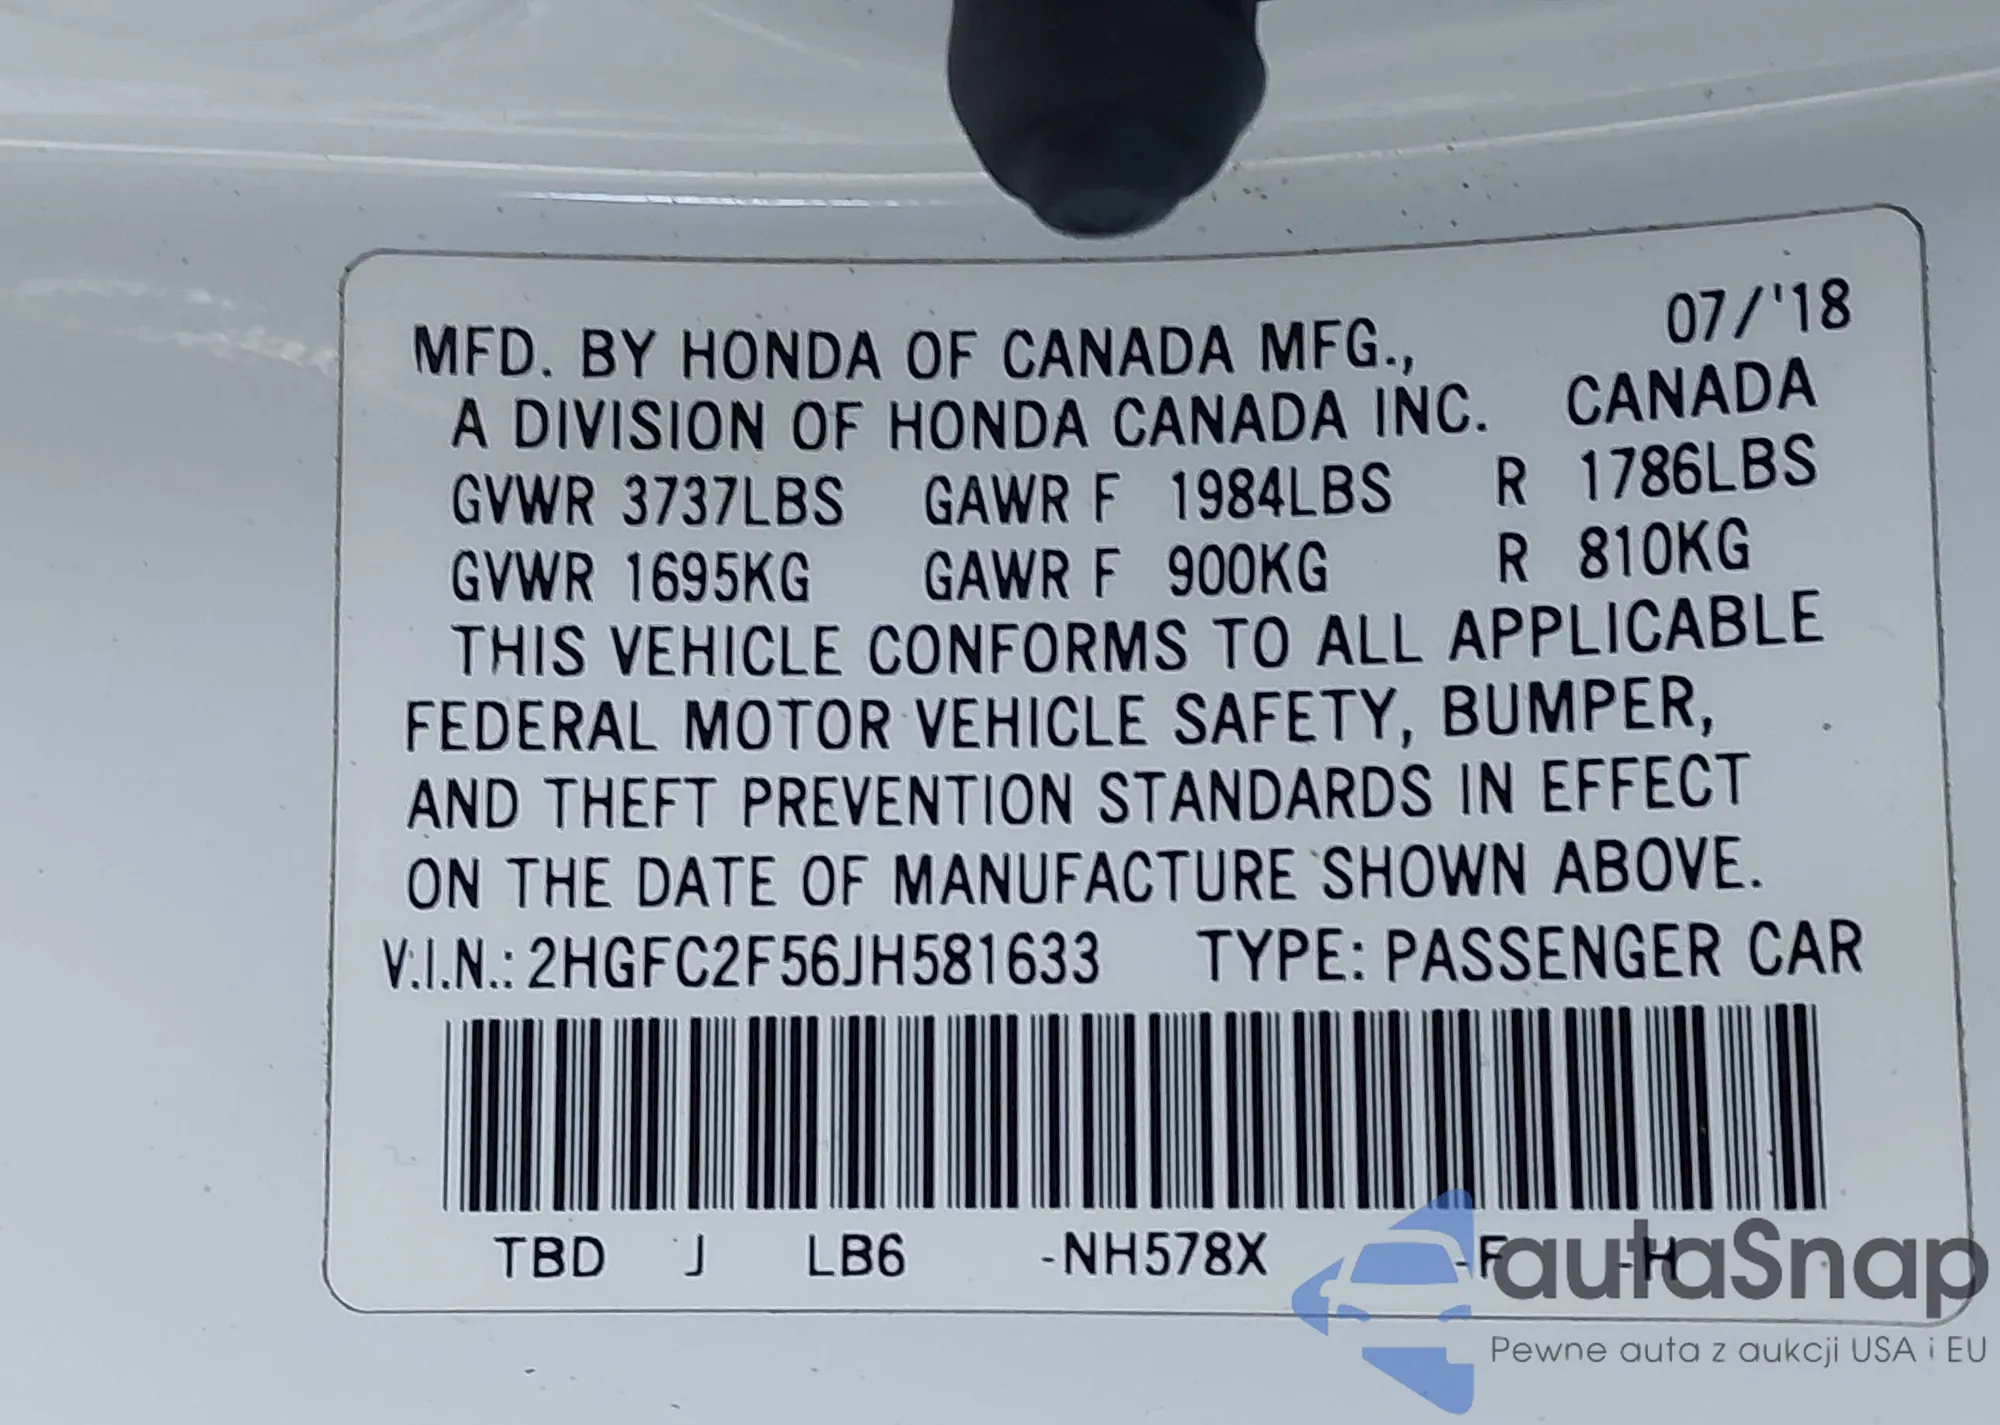 07/'18
MFD. BY HONDA OF CANADA MFG.,
A DIVISION OF HONDA CANADA INC. CANADA
GVWR 3737LBS GAWR F 1984LBS R 1786LBS
GVWR 1695KG GAWR F 900KG R 810KG
THIS VEHICLE CONFORMS TO ALL APPLICABLE
FEDERAL MOTOR VEHICLE SAFETY, BUMPER,
AND THEFT PREVENTION STANDARDS IN EFFECT
ON THE DATE OF MANUFACTURE SHOWN ABOVE.
V.I.N.: 2HGFC2F56JH581633 TYPE: PASSENGER CAR
TBD J LB6 -NH578X -F -H
autaSnap
Pewne auta z aukcji USA i EU